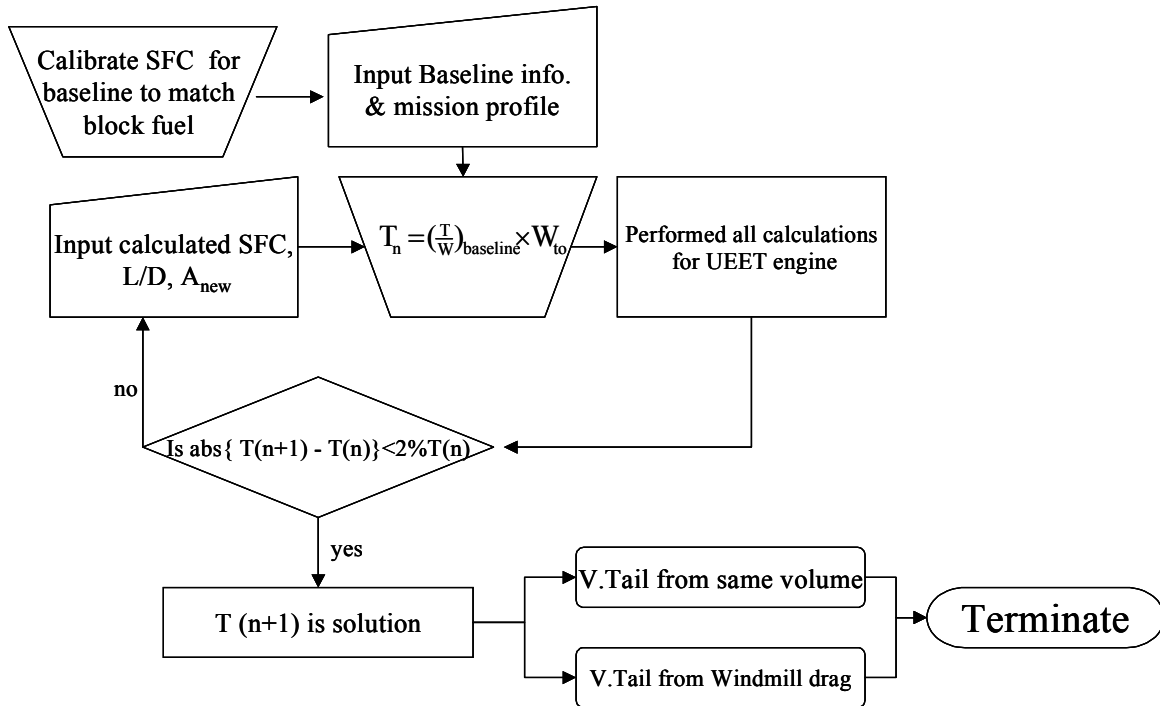 Calibrate SFC for
baseline to match
block fuel
Input Baseline info.
& mission profile
Input calculated SFC,
L/D, A_new
T_n = (T/W)_baseline × W_to
Performed all calculations
for UEET engine
no
Is abs{ T(n+1) - T(n)}<2%T(n)
yes
T (n+1) is solution
V.Tail from same volume
V.Tail from Windmill drag
Terminate